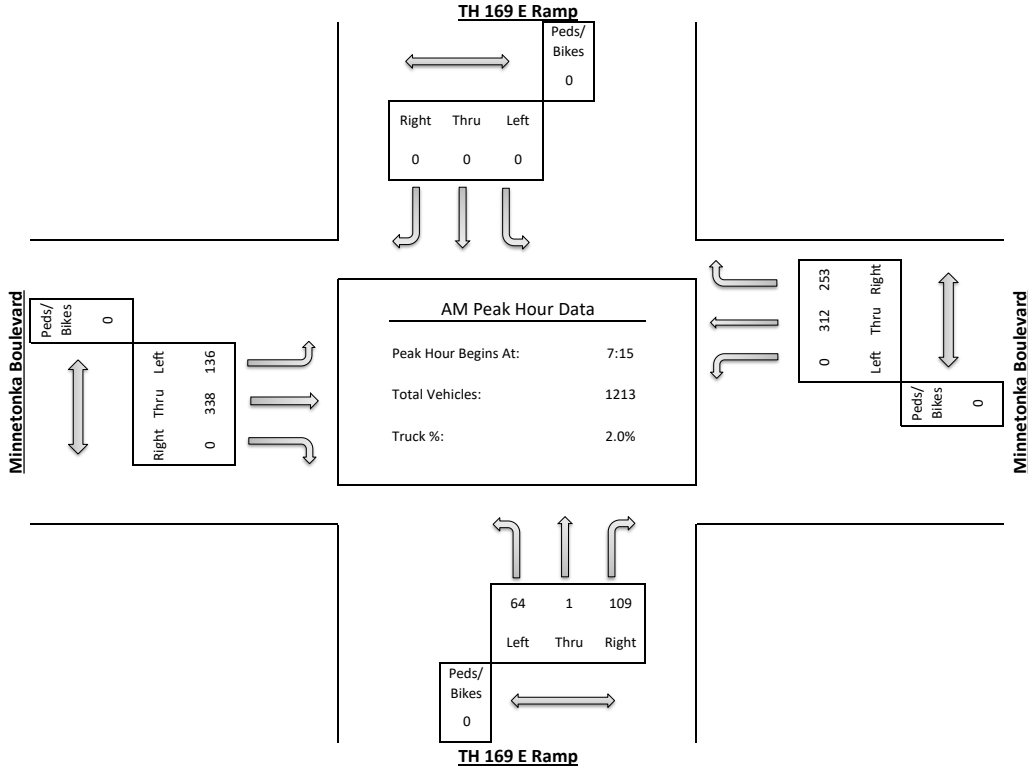 TH 169 E Ramp
Peds/
Bikes
0
Right Thru Left
0 0 0
Minnetonka Boulevard
Peds/
Bikes
0
Right Thru Left
0 338 136
AM Peak Hour Data
Peak Hour Begins At: 7:15
Total Vehicles: 1213
Truck %: 2.0%
0 312 253
Left Thru Right
Peds/
Bikes
0
Minnetonka Boulevard
64 1 109
Left Thru Right
Peds/
Bikes
0
TH 169 E Ramp